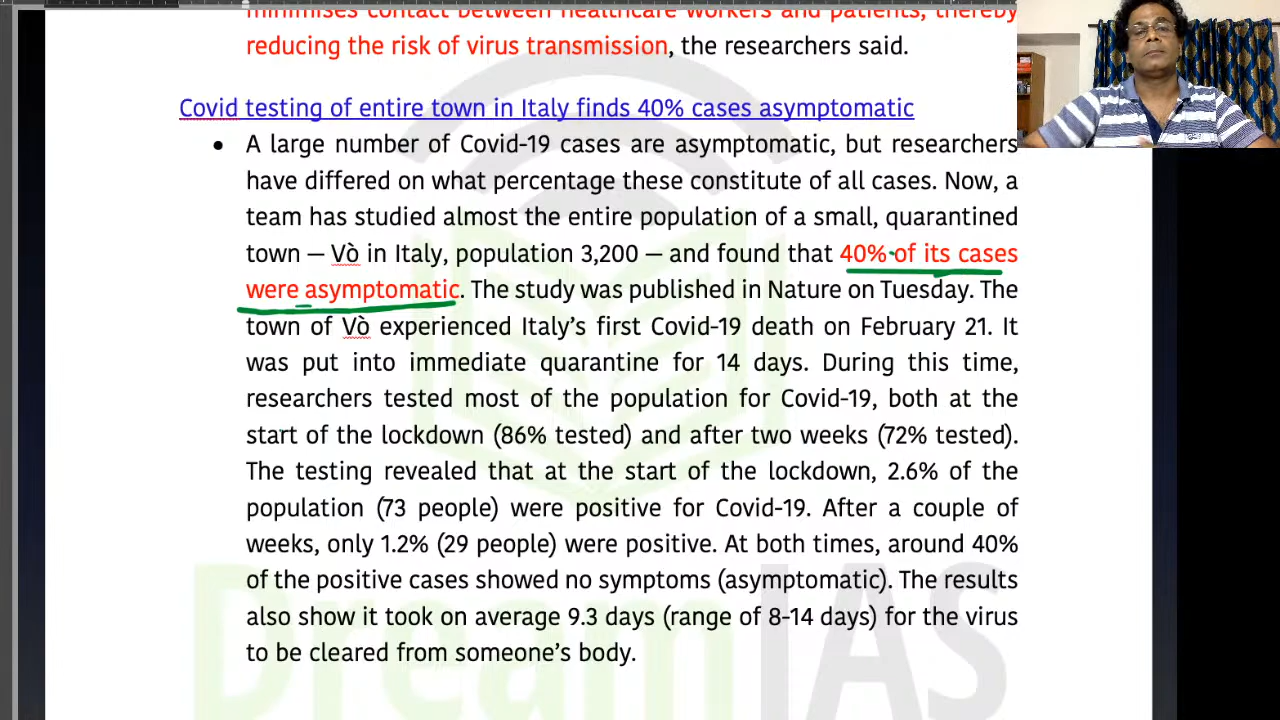 minimises contact between healthcare workers and patients, thereby
reducing the risk of virus transmission, the researchers said.
Covid testing of entire town in Italy finds 40% cases asymptomatic
• A large number of Covid-19 cases are asymptomatic, but researchers
have differed on what percentage these constitute of all cases. Now, a
team has studied almost the entire population of a small, quarantined
town — Vò in Italy, population 3,200 — and found that 40% of its cases
were asymptomatic. The study was published in Nature on Tuesday. The
town of Vò experienced Italy's first Covid-19 death on February 21. It
was put into immediate quarantine for 14 days. During this time,
researchers tested most of the population for Covid-19, both at the
start of the lockdown (86% tested) and after two weeks (72% tested).
The testing revealed that at the start of the lockdown, 2.6% of the
population (73 people) were positive for Covid-19. After a couple of
weeks, only 1.2% (29 people) were positive. At both times, around 40%
of the positive cases showed no symptoms (asymptomatic). The results
also show it took on average 9.3 days (range of 8-14 days) for the virus
to be cleared from someone's body.
DreamIAS